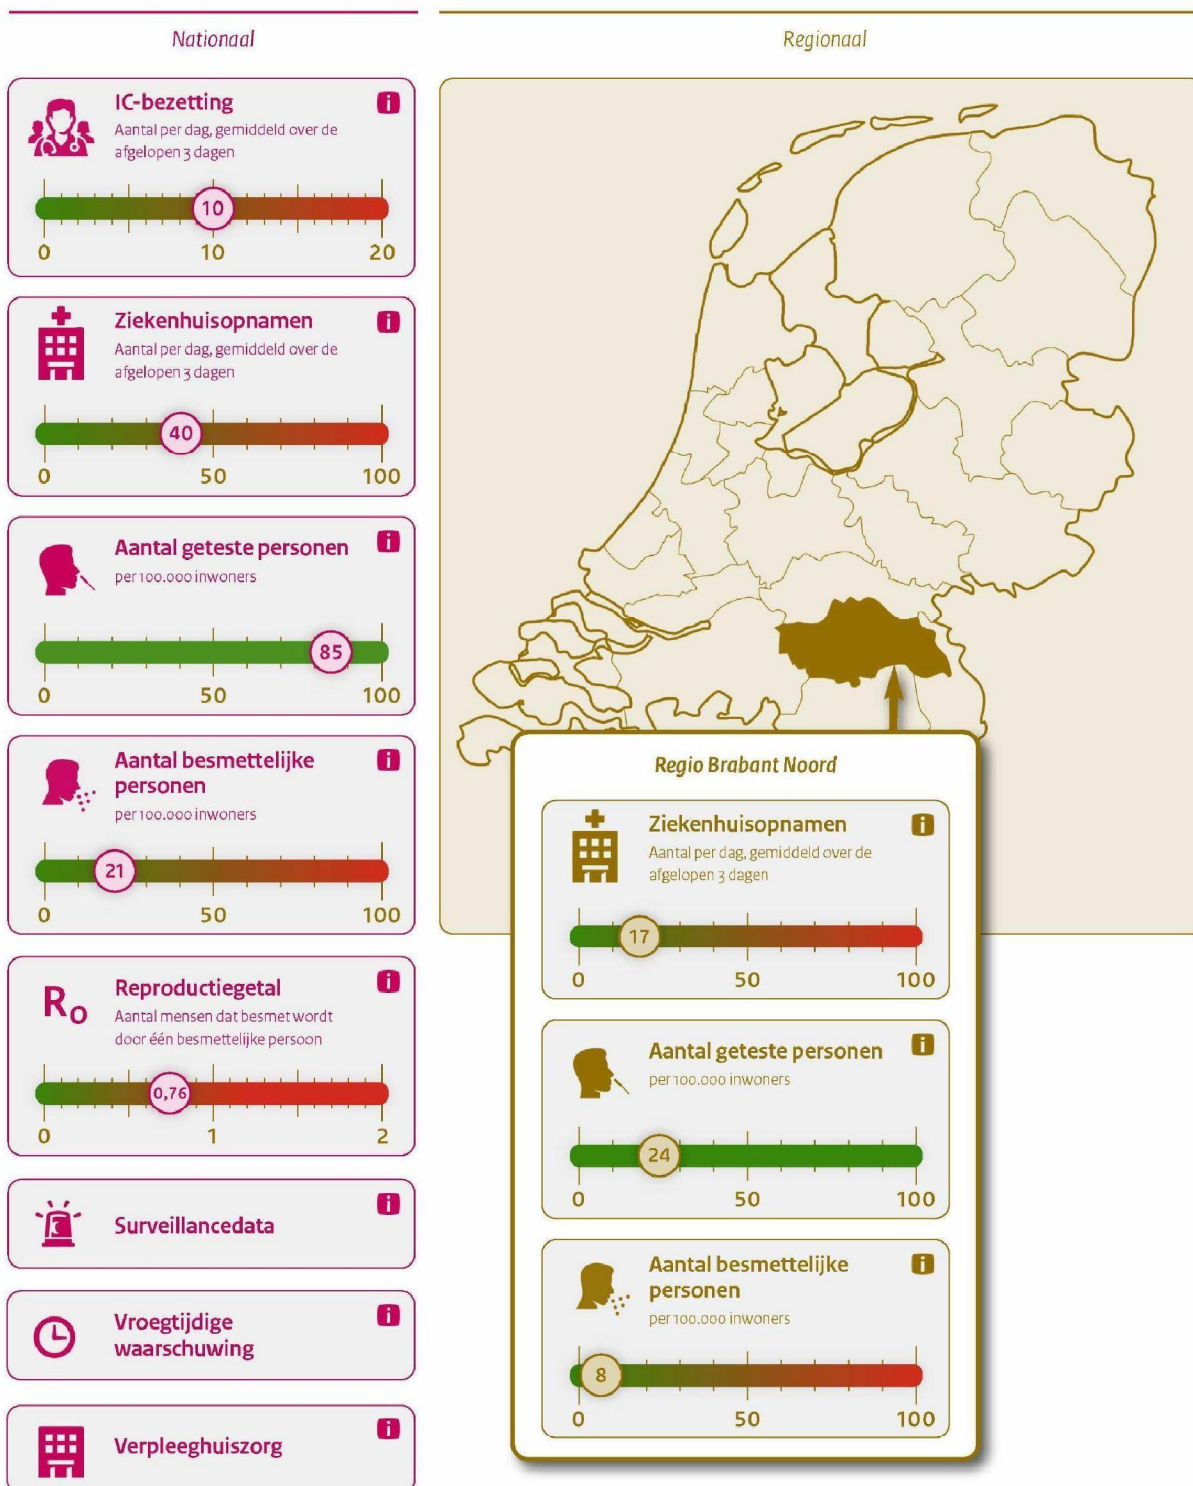 Nationaal
IC-bezetting
i
Aantal per dag, gemiddeld over de
afgelopen 3 dagen
10
0 10 20
Ziekenhuisopnamen
i
Aantal per dag, gemiddeld over de
afgelopen 3 dagen
40
0 50 100
Aantal geteste personen
i
per 100.000 inwoners
85
0 50 100
Aantal besmettelijke
personen
i
per 100.000 inwoners
21
0 50 100
R0
Reproductiegetal
i
Aantal mensen dat besmet wordt
door één besmettelijke persoon
0,76
0 1 2
Surveillancedata
i
Vroegtijdige
waarschuwing
i
Verpleeghuiszorg
i
Regionaal
Regio Brabant Noord
Ziekenhuisopnamen
i
Aantal per dag, gemiddeld over de
afgelopen 3 dagen
17
0 50 100
Aantal geteste personen
i
per 100.000 inwoners
24
0 50 100
Aantal besmettelijke
personen
i
per 100.000 inwoners
8
0 50 100